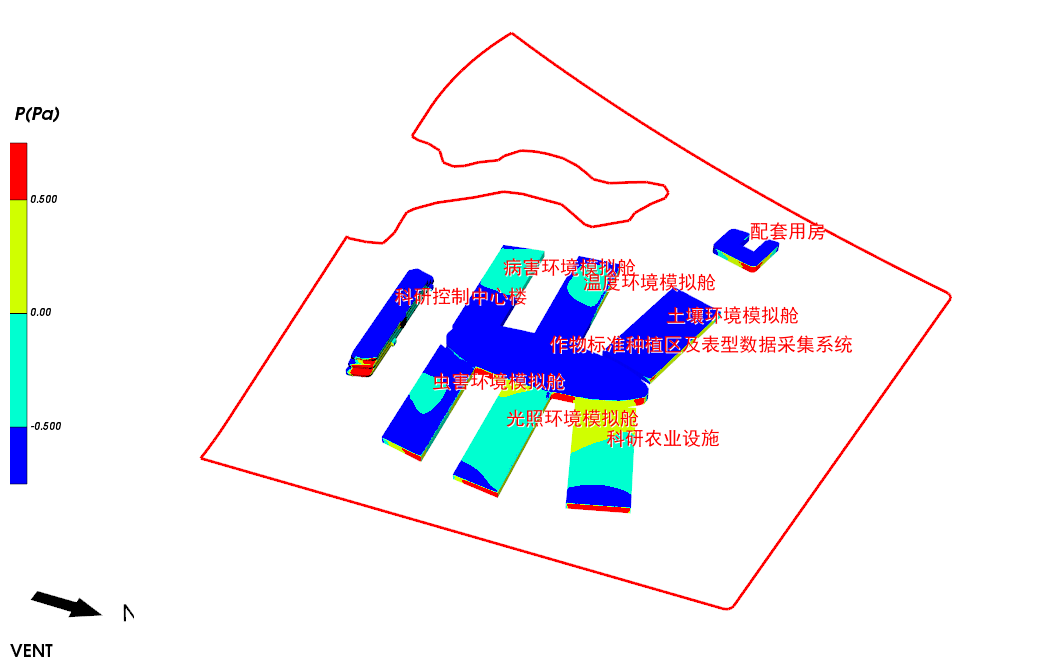 P(Pa)
0.500
0.00
-0.500
配套用房
病害环境模拟舱
温度环境模拟舱
科研控制中心楼
土壤环境模拟舱
作物标准种植区及表型数据采集系统
虫害环境模拟舱
光照环境模拟舱
科研农业设施
N
VENT